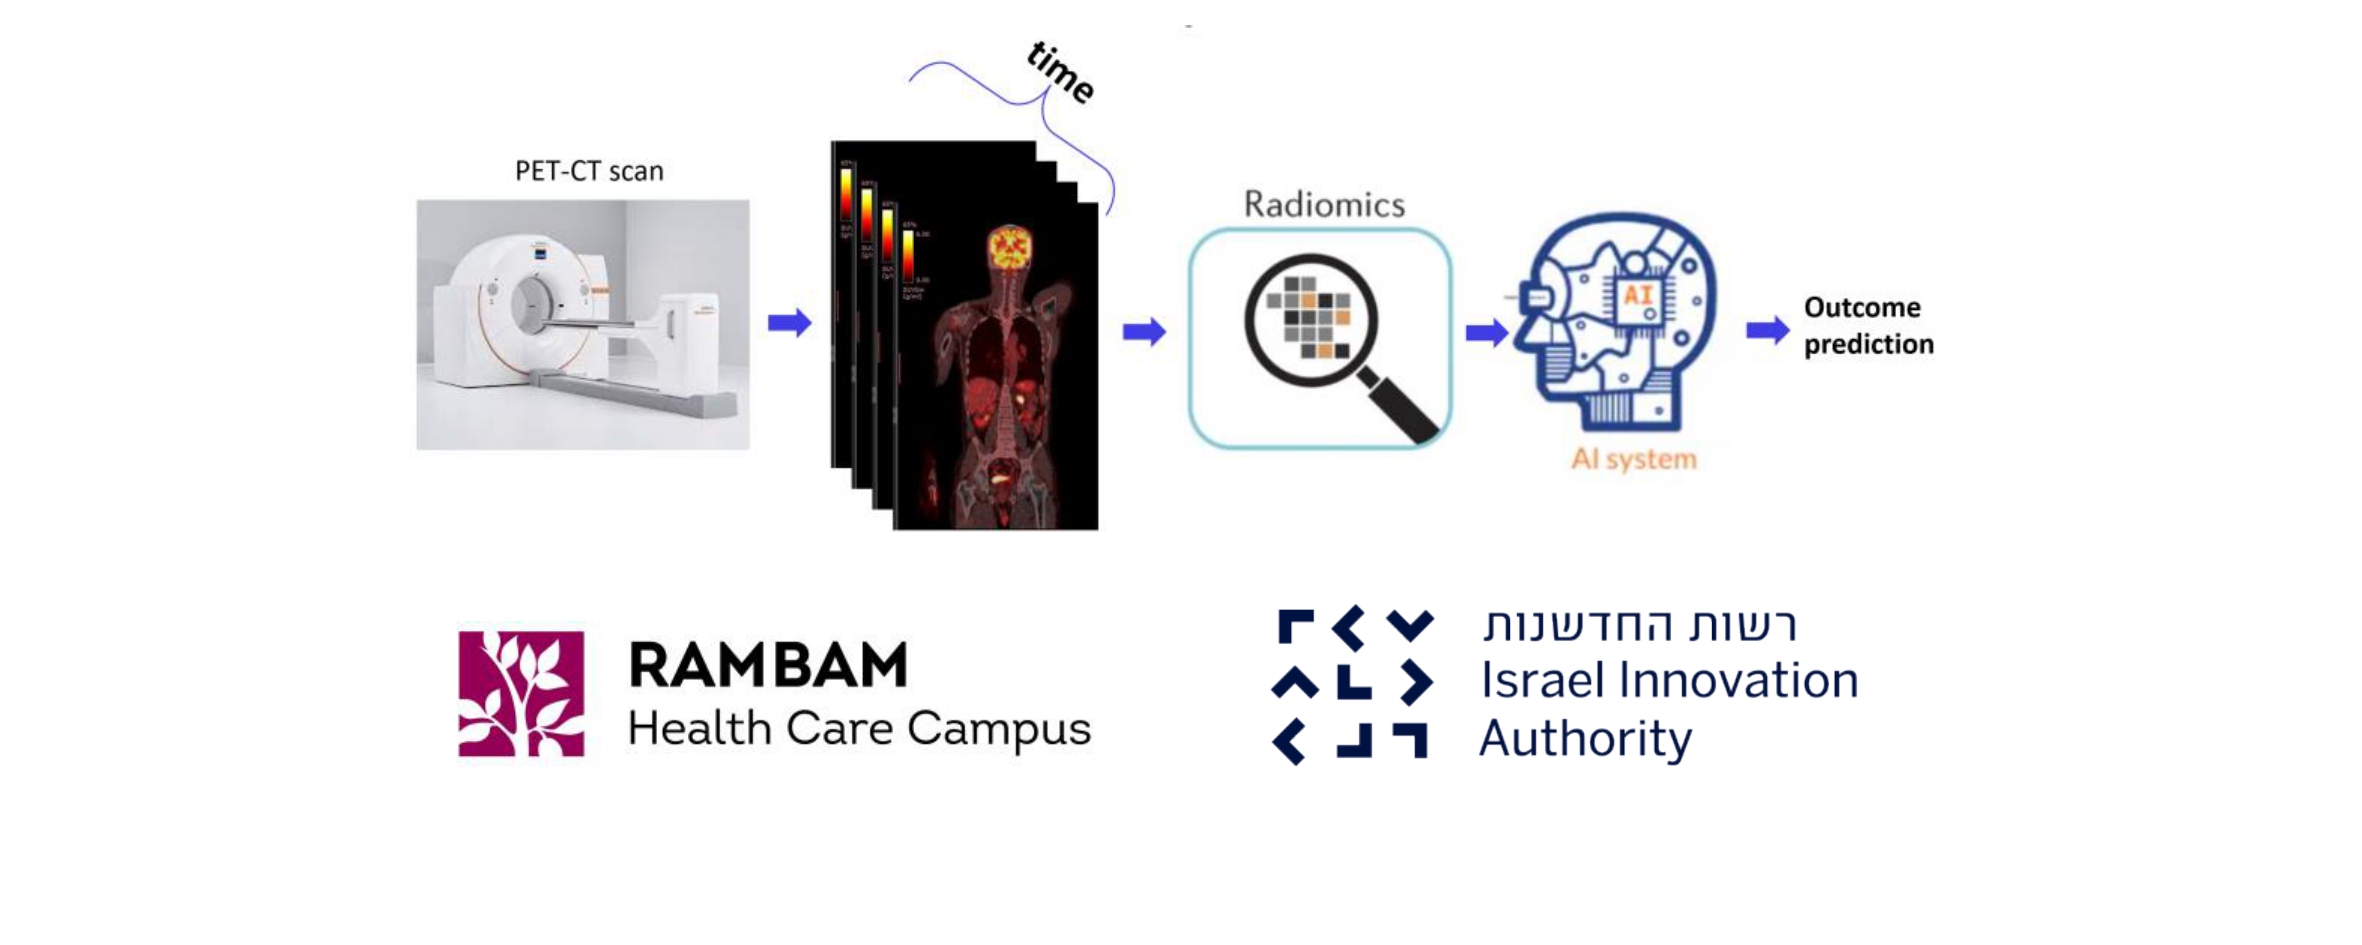 time
PET-CT scan
Radiomics
AI
Outcome
prediction
AI system
RAMBAM
Health Care Campus
רשות החדשנות
Israel Innovation
Authority